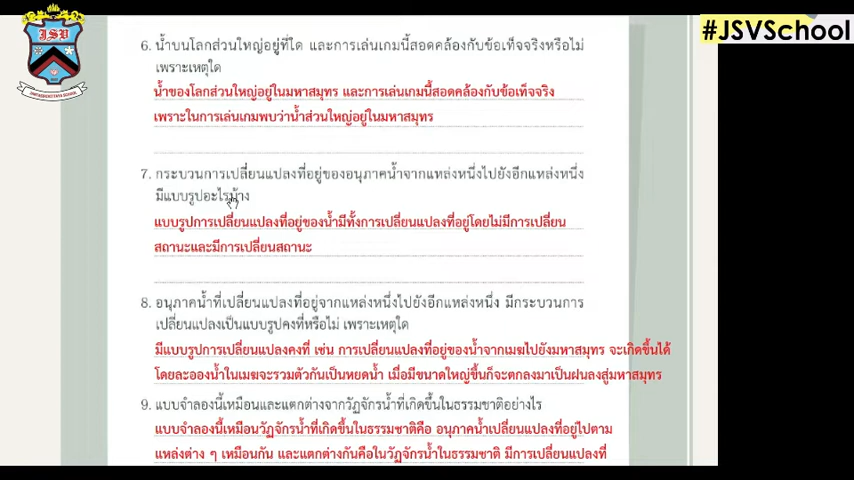 JSV
#JSVSchool
6. น้ำบนโลกส่วนใหญ่อยู่ที่ใด และการเล่นเกมนี้สอดคล้องกับข้อเท็จจริงหรือไม่
เพราะเหตุใด
น้ำของโลกส่วนใหญ่อยู่ในมหาสมุทร และการเล่นเกมนี้สอดคล้องกับข้อเท็จจริง
เพราะในการเล่นเกมพบว่าน้ำส่วนใหญ่อยู่ในมหาสมุทร
7. กระบวนการเปลี่ยนแปลงที่อยู่ของอนุภาคน้ำจากแหล่งหนึ่งไปยังอีกแหล่งหนึ่ง
มีแบบรูปอะไรบ้าง
แบบรูปการเปลี่ยนแปลงที่อยู่ของน้ำมีทั้งการเปลี่ยนแปลงที่อยู่โดยไม่มีการเปลี่ยน
สถานะและมีการเปลี่ยนสถานะ
8. อนุภาคน้ำที่เปลี่ยนแปลงที่อยู่จากแหล่งหนึ่งไปยังอีกแหล่งหนึ่ง มีกระบวนการ
เปลี่ยนแปลงเป็นแบบรูปคงที่หรือไม่ เพราะเหตุใด
มีแบบรูปการเปลี่ยนแปลงคงที่ เช่น การเปลี่ยนแปลงที่อยู่ของน้ำจากเมฆไปยังมหาสมุทร จะเกิดขึ้นได้
โดยละอองน้ำในเมฆจะรวมตัวกันเป็นหยดน้ำ เมื่อมีขนาดใหญ่ขึ้นก็จะตกลงมาเป็นฝนลงสู่มหาสมุทร
9. แบบจำลองนี้เหมือนและแตกต่างจากวัฏจักรน้ำที่เกิดขึ้นในธรรมชาติอย่างไร
แบบจำลองนี้เหมือนวัฏจักรน้ำที่เกิดขึ้นในธรรมชาติคือ อนุภาคน้ำเปลี่ยนแปลงที่อยู่ไปตาม
แหล่งต่าง ๆ เหมือนกัน และแตกต่างกันคือในวัฏจักรน้ำในธรรมชาติ มีการเปลี่ยนแปลงที่